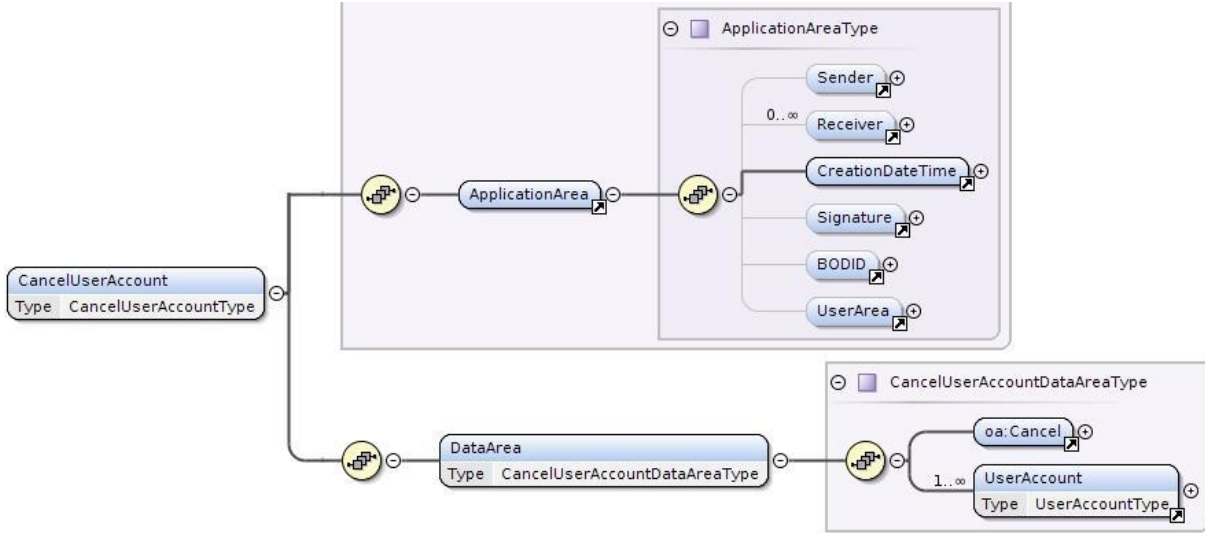 ApplicationAreaType
Sender
0..∞
Receiver
CreationDateTime
ApplicationArea
Signature
BODID
UserArea
CancelUserAccount
Type CancelUserAccountType
CancelUserAccountDataAreaType
oa:Cancel
DataArea
Type CancelUserAccountDataAreaType
1..∞
UserAccount
Type UserAccountType